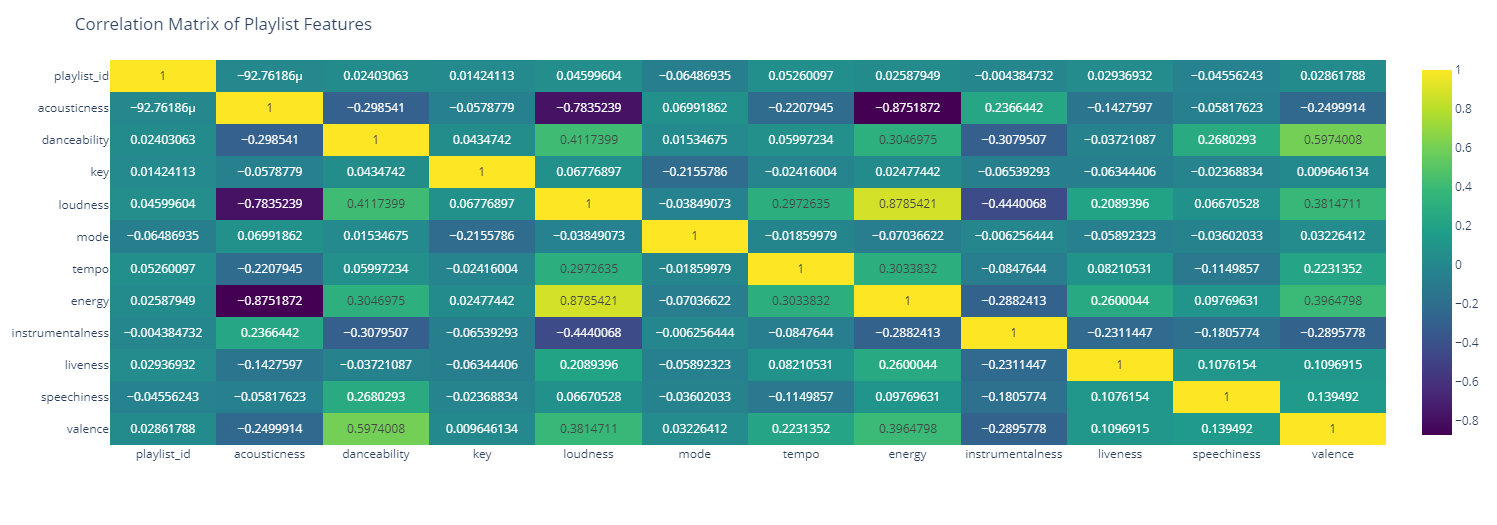 Correlation Matrix of Playlist Features
playlist_id 1 −92.76186µ 0.02403063 0.01424113 0.04599604 −0.06486935 0.05260097 0.02587949 −0.004384732 0.02936932 −0.04556243 0.02861788
acousticness −92.76186µ 1 −0.298541 −0.0578779 −0.7835239 0.06991862 −0.2207945 −0.8751872 0.2366442 −0.1427597 −0.05817623 −0.2499914
danceability 0.02403063 −0.298541 1 0.0434742 0.4117399 0.01534675 0.05997234 0.3046975 −0.3079507 −0.03721087 0.2680293 0.5974008
key 0.01424113 −0.0578779 0.0434742 1 0.06776897 −0.2155786 −0.02416004 0.02477442 −0.06539293 −0.06344406 −0.02368834 0.009646134
loudness 0.04599604 −0.7835239 0.4117399 0.06776897 1 −0.03849073 0.2972635 0.8785421 −0.4440068 0.2089396 0.06670528 0.3814711
mode −0.06486935 0.06991862 0.01534675 −0.2155786 −0.03849073 1 −0.01859979 −0.07036622 −0.006256444 −0.05892323 −0.03602033 0.03226412
tempo 0.05260097 −0.2207945 0.05997234 −0.02416004 0.2972635 −0.01859979 1 0.3033832 −0.0847644 0.08210531 −0.1149857 0.2231352
energy 0.02587949 −0.8751872 0.3046975 0.02477442 0.8785421 −0.07036622 0.3033832 1 −0.2882413 0.2600044 0.09769631 0.3964798
instrumentalness −0.004384732 0.2366442 −0.3079507 −0.06539293 −0.4440068 −0.006256444 −0.0847644 −0.2882413 1 −0.2311447 −0.1805774 −0.2895778
liveness 0.02936932 −0.1427597 −0.03721087 −0.06344406 0.2089396 −0.05892323 0.08210531 0.2600044 −0.2311447 1 0.1076154 0.1096915
speechiness −0.04556243 −0.05817623 0.2680293 −0.02368834 0.06670528 −0.03602033 −0.1149857 0.09769631 −0.1805774 0.1076154 1 0.139492
valence 0.02861788 −0.2499914 0.5974008 0.009646134 0.3814711 0.03226412 0.2231352 0.3964798 −0.2895778 0.1096915 0.139492 1
playlist_id acousticness danceability key loudness mode tempo energy instrumentalness liveness speechiness valence
1
0.8
0.6
0.4
0.2
0
−0.2
−0.4
−0.6
−0.8